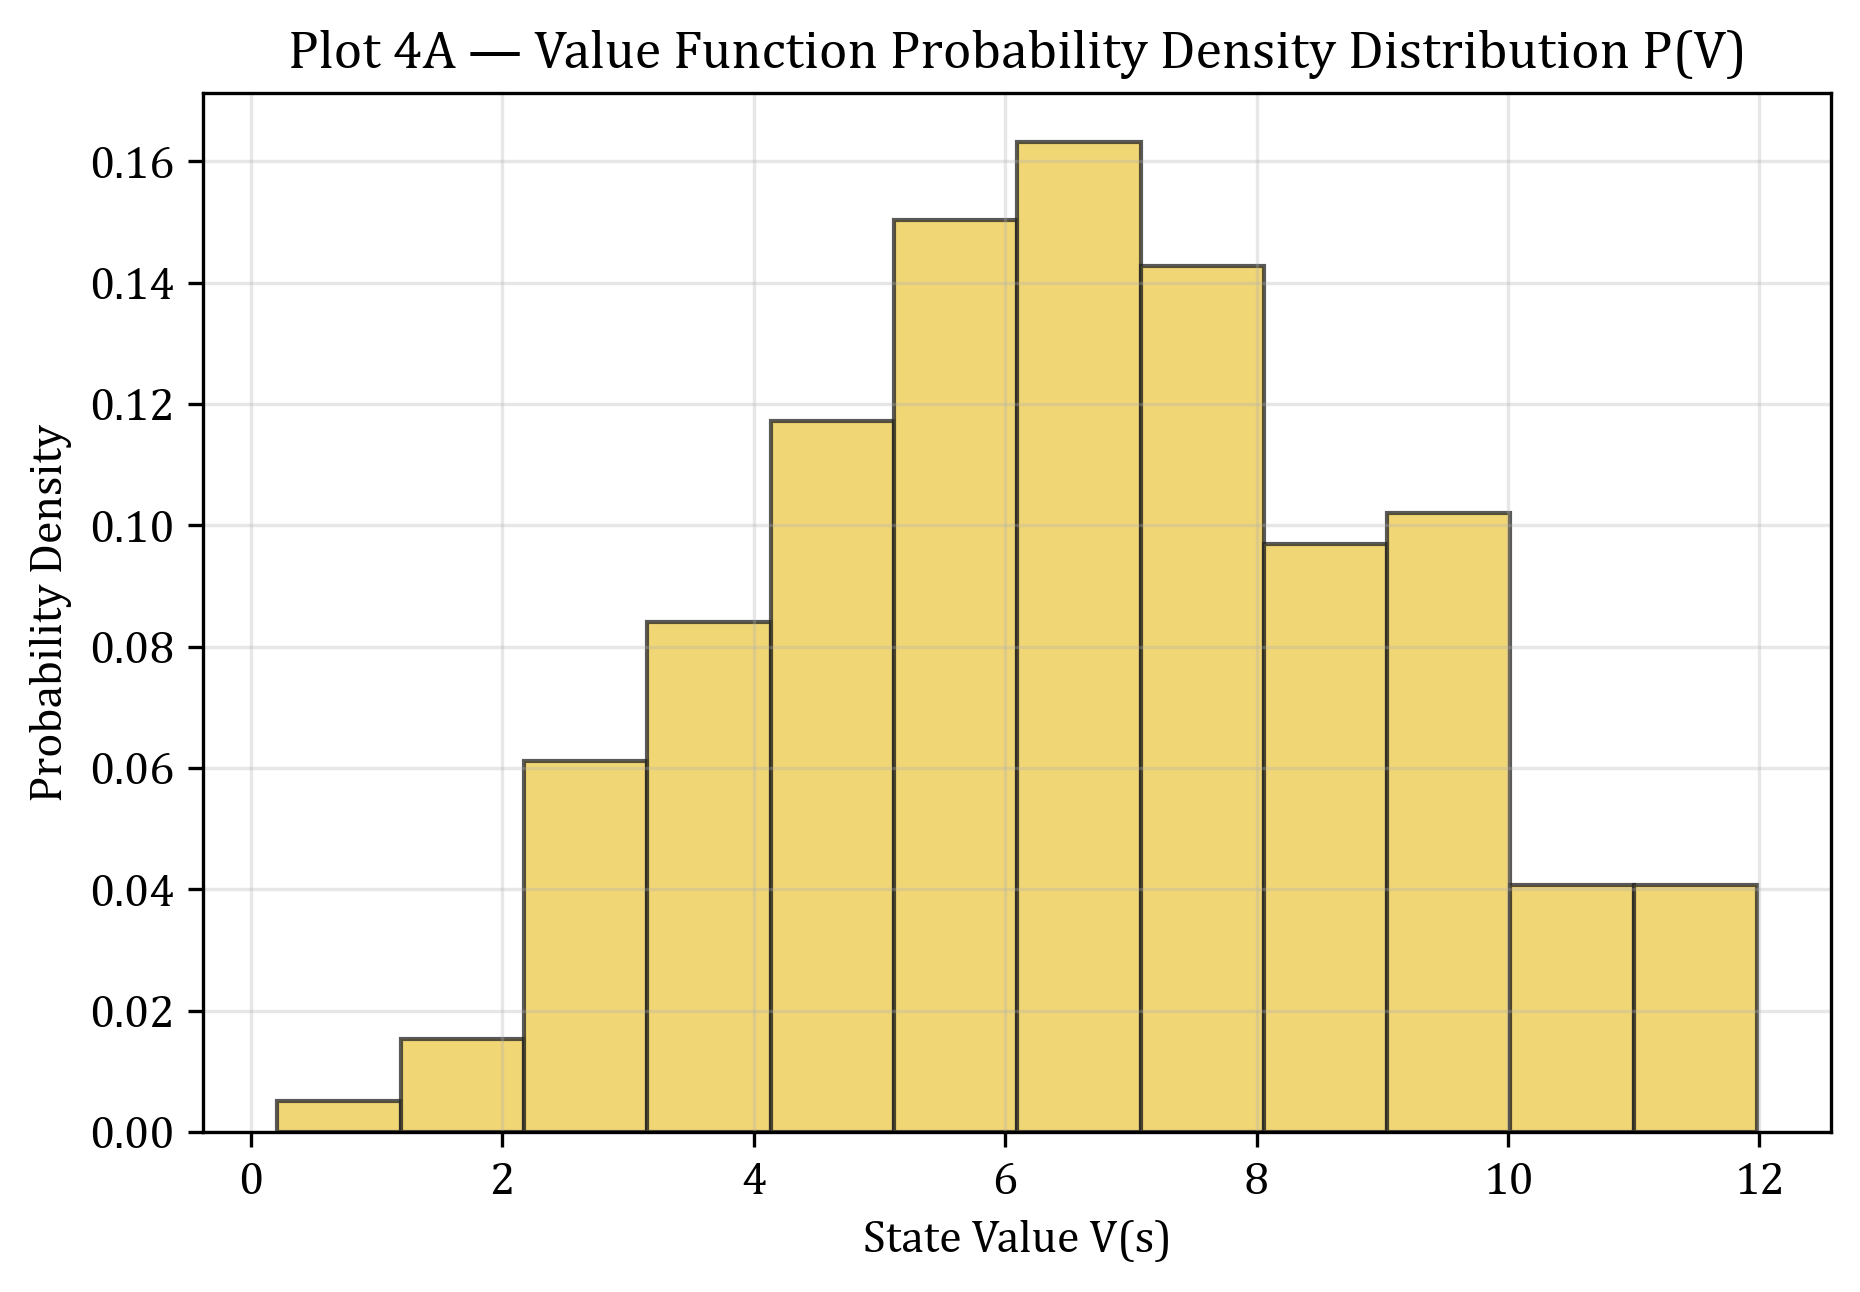 Plot 4A — Value Function Probability Density Distribution P(V)
Probability Density
0.16
0.14
0.12
0.10
0.08
0.06
0.04
0.02
0.00
0 2 4 6 8 10 12
State Value V(s)